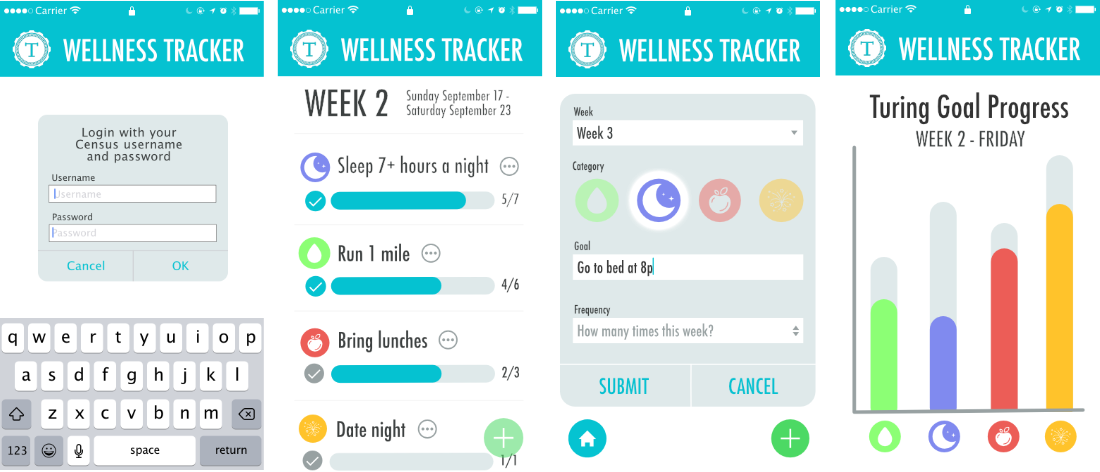 Carrier
T
WELLNESS TRACKER
Login with your
Census username
and password
Username
Username
Password
Password
Cancel
OK
q w e r t y u i o p
a s d f g h j k l
z x c v b n m
123
space
return
Carrier
T
WELLNESS TRACKER
WEEK 2
Sunday September 17 -
Saturday September 23
Sleep 7+ hours a night
5/7
Run 1 mile
4/6
Bring lunches
2/3
Date night
1/1
Carrier
T
WELLNESS TRACKER
Week
Week 3
Category
Goal
Go to bed at 8p
Frequency
How many times this week?
SUBMIT
CANCEL
Carrier
T
WELLNESS TRACKER
Turing Goal Progress
WEEK 2 - FRIDAY